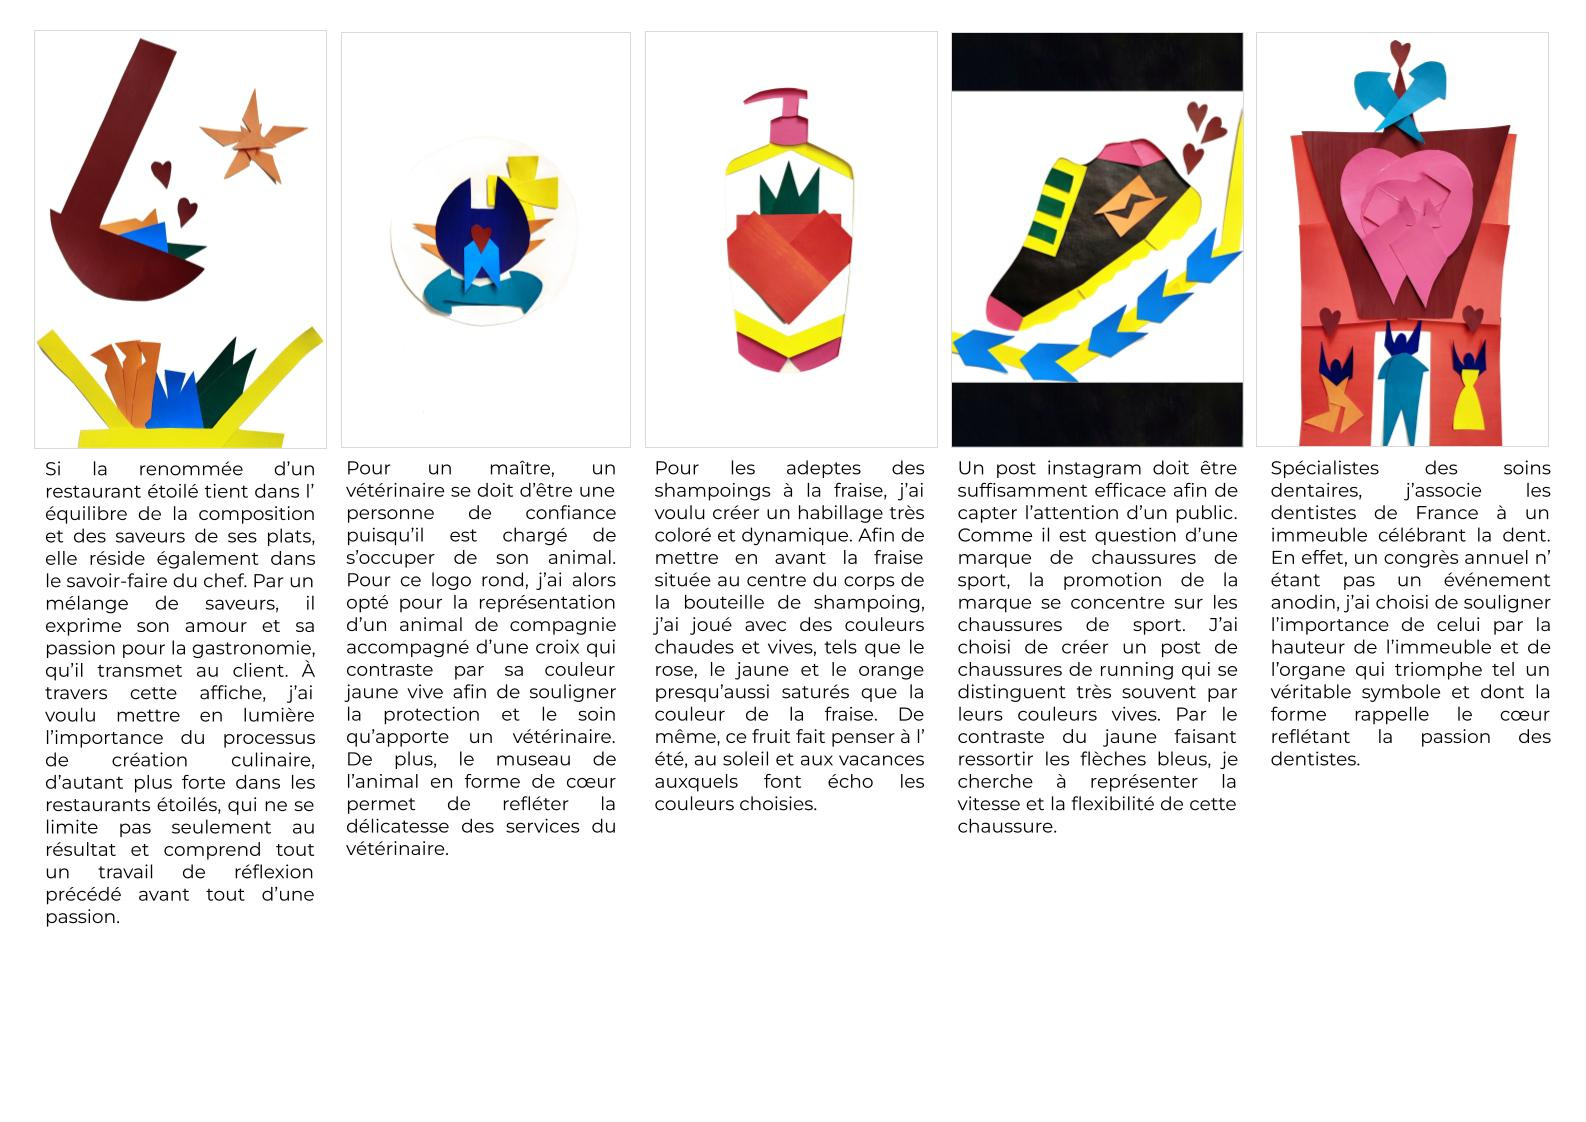 Si la renommée d’un
restaurant étoilé tient dans l’
équilibre de la composition
et des saveurs de ses plats,
elle réside également dans
le savoir-faire du chef. Par un
mélange de saveurs, il
exprime son amour et sa
passion pour la gastronomie,
qu’il transmet au client. À
travers cette affiche, j’ai
voulu mettre en lumière
l’importance du processus
de création culinaire,
d’autant plus forte dans les
restaurants étoilés, qui ne se
limite pas seulement au
résultat et comprend tout
un travail de réflexion
précédé avant tout d’une
passion.
Pour un maître, un
vétérinaire se doit d’être une
personne de confiance
puisqu’il est chargé de
s’occuper de son animal.
Pour ce logo rond, j’ai alors
opté pour la représentation
d’un animal de compagnie
accompagné d’une croix qui
contraste par sa couleur
jaune vive afin de souligner
la protection et le soin
qu’apporte un vétérinaire.
De plus, le museau de
l’animal en forme de cœur
permet de refléter la
délicatesse des services du
vétérinaire.
Pour les adeptes des
shampoings à la fraise, j’ai
voulu créer un habillage très
coloré et dynamique. Afin de
mettre en avant la fraise
située au centre du corps de
la bouteille de shampoing,
j’ai joué avec des couleurs
chaudes et vives, tels que le
rose, le jaune et le orange
presqu’aussi saturés que la
couleur de la fraise. De
même, ce fruit fait penser à l’
été, au soleil et aux vacances
auxquels font écho les
couleurs choisies.
Un post instagram doit être
suffisamment efficace afin de
capter l’attention d’un public.
Comme il est question d’une
marque de chaussures de
sport, la promotion de la
marque se concentre sur les
chaussures de sport. J’ai
choisi de créer un post de
chaussures de running qui se
distinguent très souvent par
leurs couleurs vives. Par le
contraste du jaune faisant
ressortir les flèches bleus, je
cherche à représenter la
vitesse et la flexibilité de cette
chaussure.
Spécialistes des soins
dentaires, j’associe les
dentistes de France à un
immeuble célébrant la dent.
En effet, un congrès annuel n’
étant pas un événement
anodin, j’ai choisi de souligner
l’importance de celui par la
hauteur de l’immeuble et de
l’organe qui triomphe tel un
véritable symbole et dont la
forme rappelle le cœur
reflétant la passion des
dentistes.